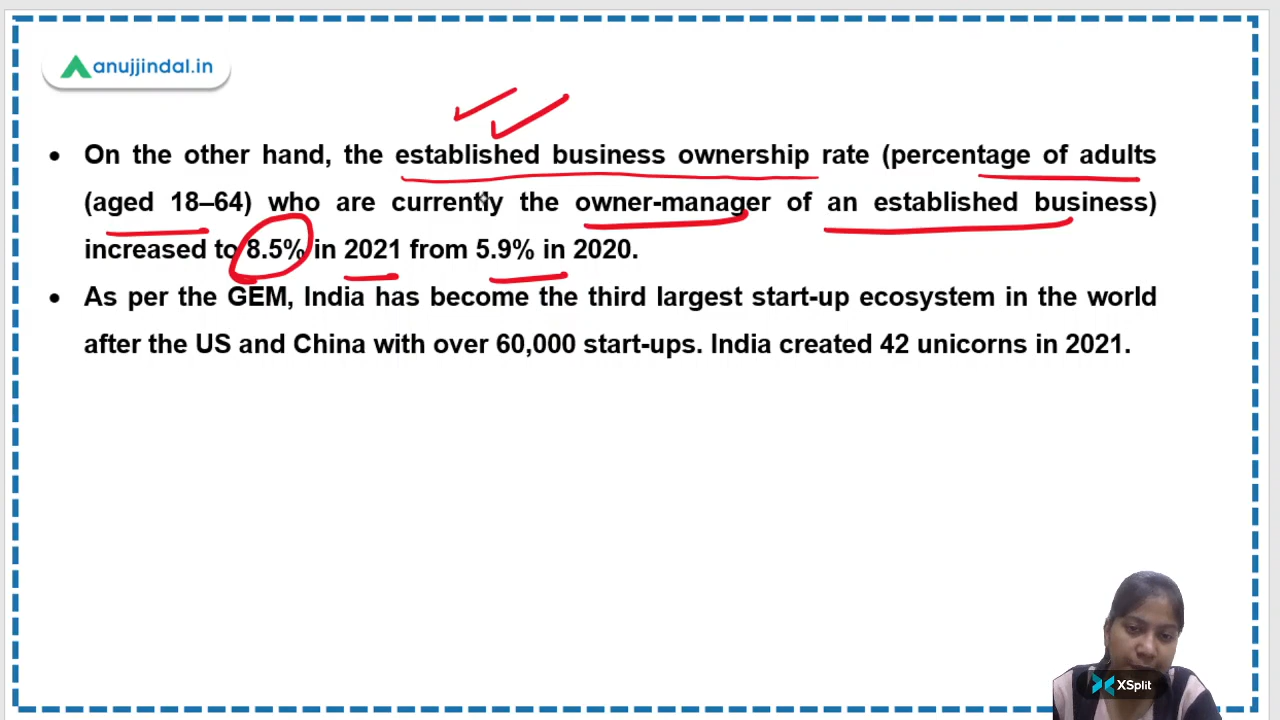 anujjindal.in
• On the other hand, the established business ownership rate (percentage of adults
(aged 18–64) who are currently the owner-manager of an established business)
increased to 8.5% in 2021 from 5.9% in 2020.
• As per the GEM, India has become the third largest start-up ecosystem in the world
after the US and China with over 60,000 start-ups. India created 42 unicorns in 2021.
XSplit